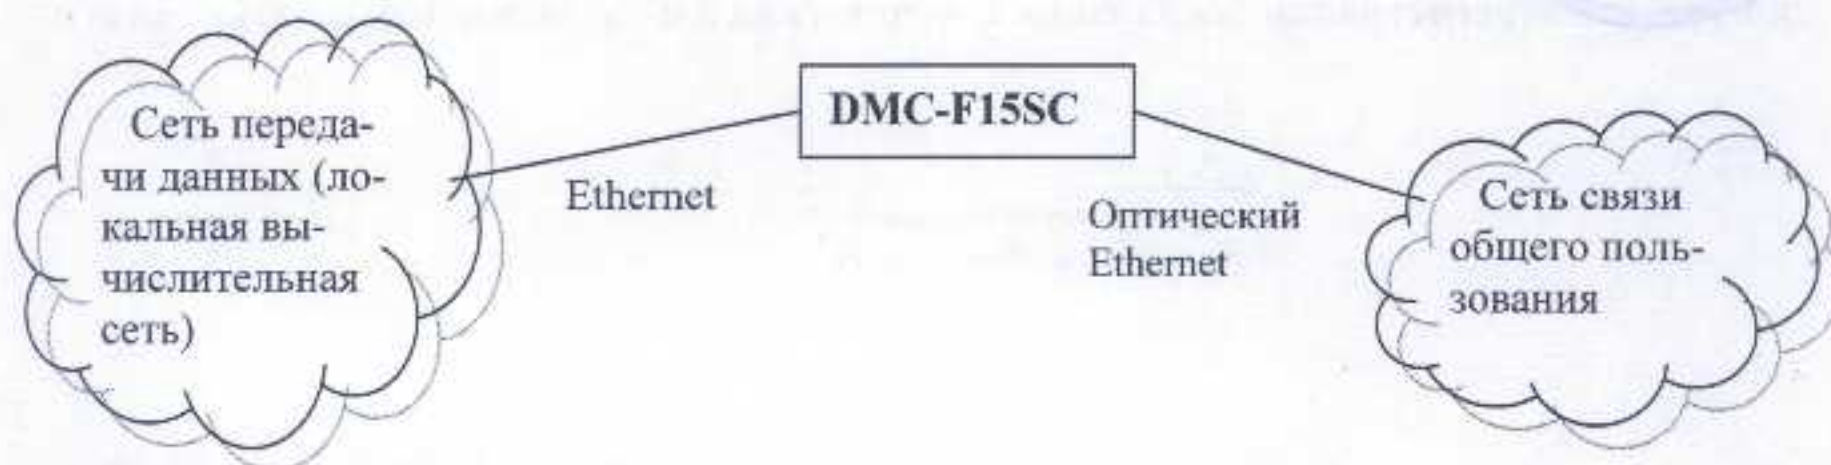 Сеть переда-
чи данных (ло-
кальная вы-
числительная
сеть)
Ethernet
DMC-F15SC
Оптический
Ethernet
Сеть связи
общего поль-
зования